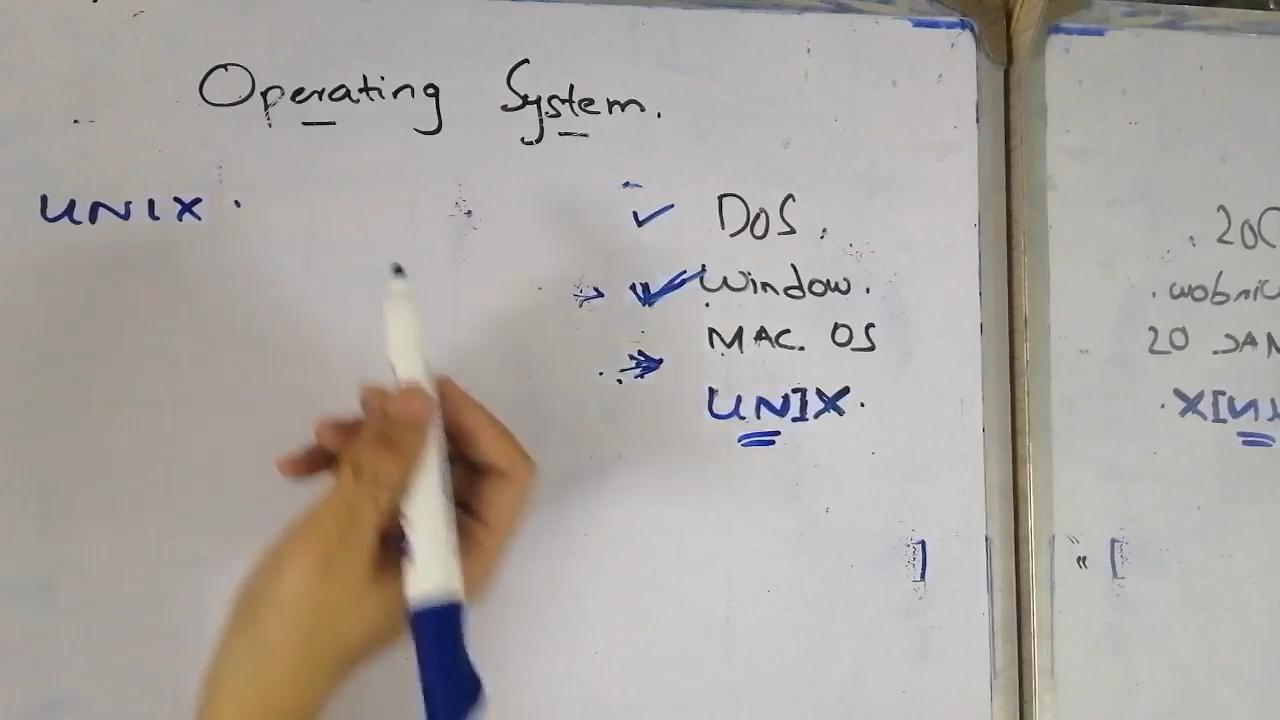 Operating System.
UNIX.
DOS.
Window.
MAC. OS
UNIX.